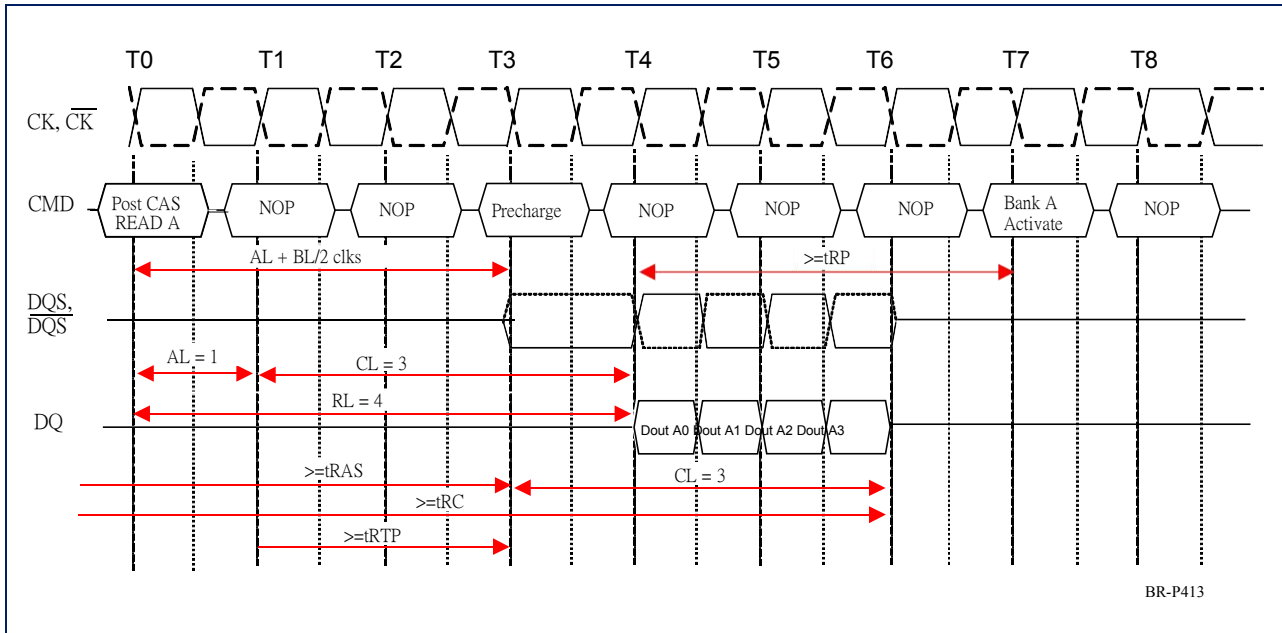 T0 T1 T2 T3 T4 T5 T6 T7 T8
CK, CK
CMD
Post CAS
READ A
NOP
NOP
Precharge
NOP
NOP
NOP
Bank A
Activate
NOP
AL + BL/2 clks
>=tRP
DQS,
DQS
AL = 1
CL = 3
RL = 4
DQ
Dout A0 Dout A1 Dout A2 Dout A3
>=tRAS
CL = 3
>=tRC
>=tRTP
BR-P413